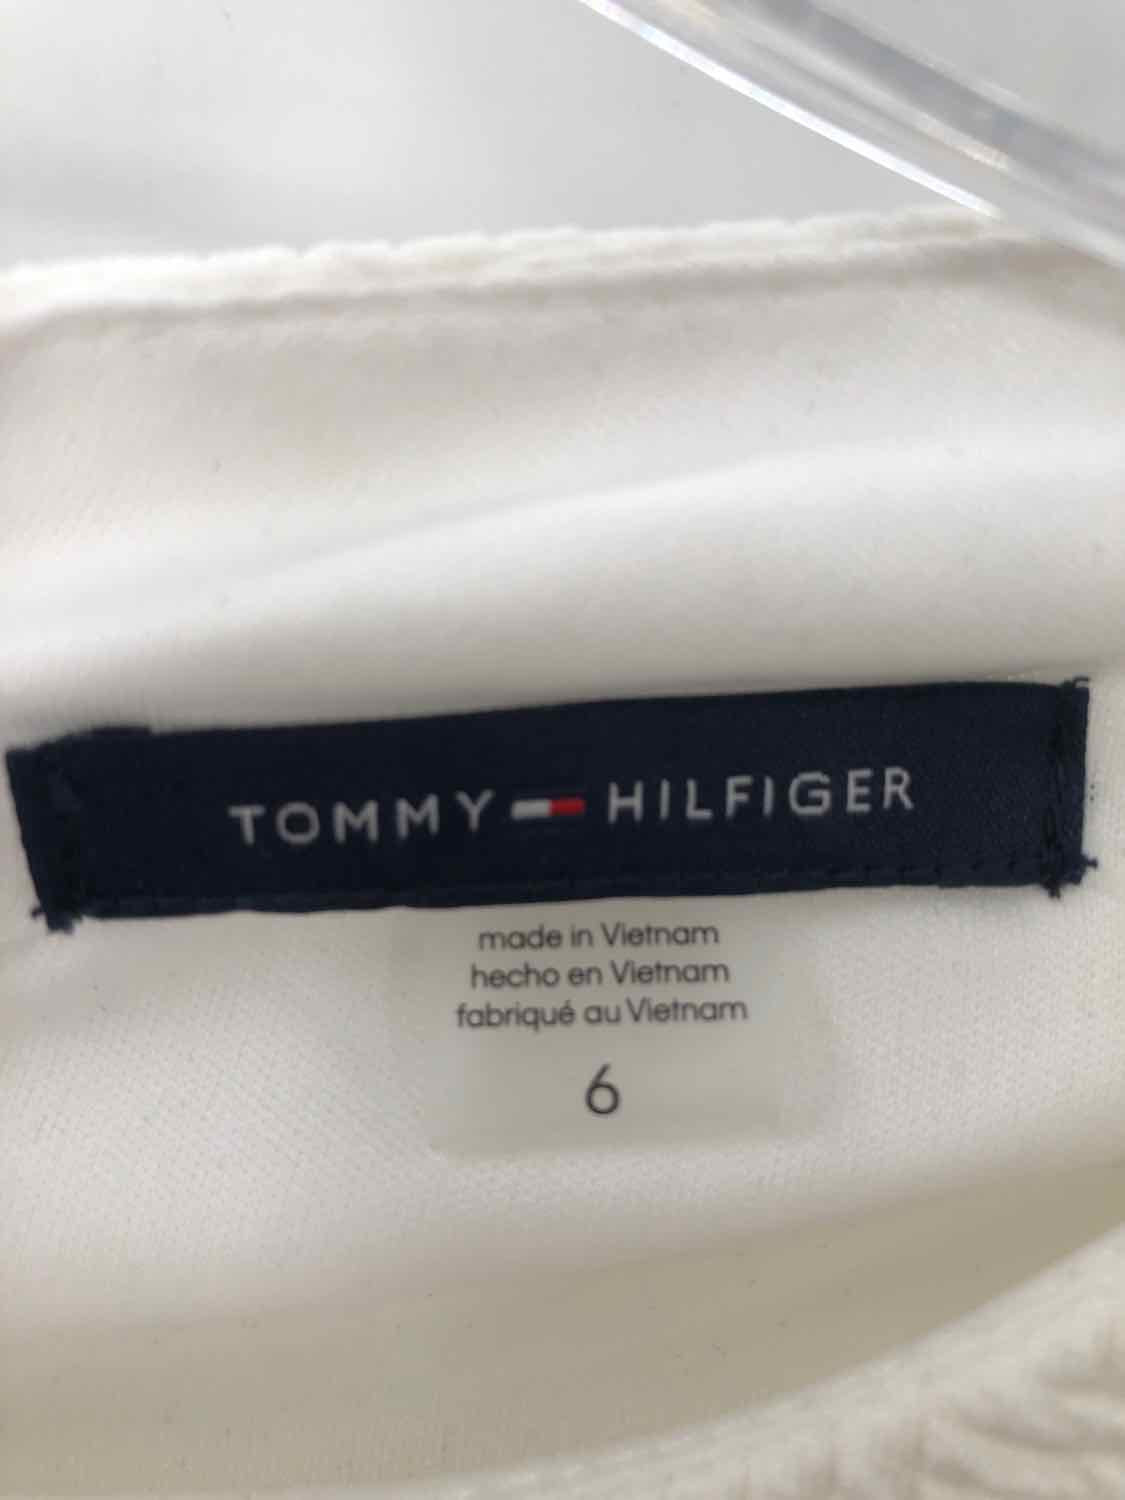 TOMMY HILFIGER
made in Vietnam
hecho en Vietnam
fabriqué au Vietnam
6